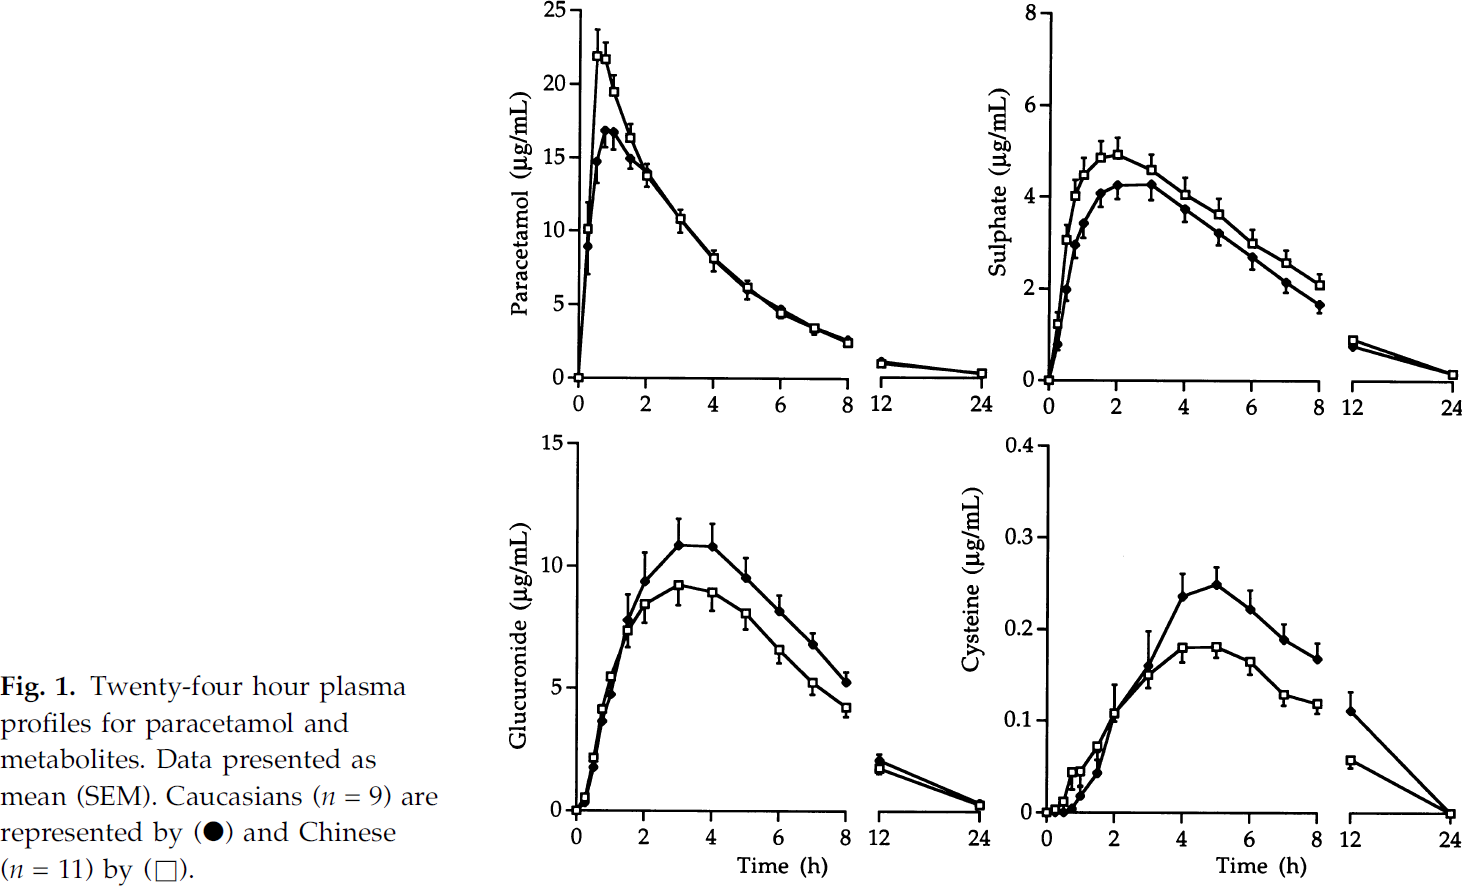 25
20
15
10
5
0
Paracetamol (µg/mL)
0 2 4 6 8 12 24
8
6
4
2
0
Sulphate (µg/mL)
0 2 4 6 8 12 24
15
10
5
0
Glucuronide (µg/mL)
0 2 4 6 8 12 24
Time (h)
0.4
0.3
0.2
0.1
0
Cysteine (µg/mL)
0 2 4 6 8 12 24
Time (h)
Fig. 1. Twenty-four hour plasma
profiles for paracetamol and
metabolites. Data presented as
mean (SEM). Caucasians (n = 9) are
represented by (●) and Chinese
(n = 11) by (□).